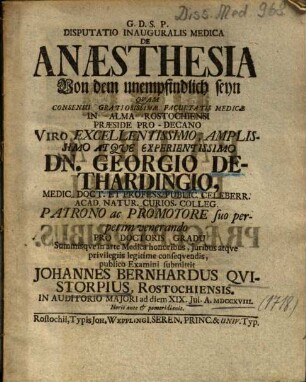 Diss. Med 968
G. D. S. P.
DISPUTATIO INAUGURALIS MEDICA
DE
ANÆSTHESIA
Von dem unempfindlich seyn
QUAM
CONSENSU GRATIOSISSIMÆ FACULTATIS MEDICÆ
IN ALMA ROSTOCHIENSI
PRÆSIDE PRO-DECANO
VIRO EXCELLENTISSIMO, AMPLIS-
SIMO ATQUE EXPERIENTISSIMO
DN. GEORGIO DE-
THARDINGIO,
MEDIC. DOCT. ET PROFESS. PUBLIC. CELEBERR.
ACAD. NATUR. CURIOS. COLLEG.
PATRONO ac PROMOTORE suo per-
petim venerando
PRO DOCTORIS GRADU
Summisque in arte Medica honoribus, juribus atqve
privilegiis legitime conseqvendis,
publico Examini submittit
JOHANNES BERNHARDUS QVI-
STORPIUS, ROSTOCHIENSIS.
IN AUDITORIO MAJORI ad diem XIX. Jul. A. MDCCXVIII.
Horis ante & pomeridianis.
(1718)
Rostochii, Typis JOH, WEPPLINGI, SEREN, PRINC. & UNIV. Typ.